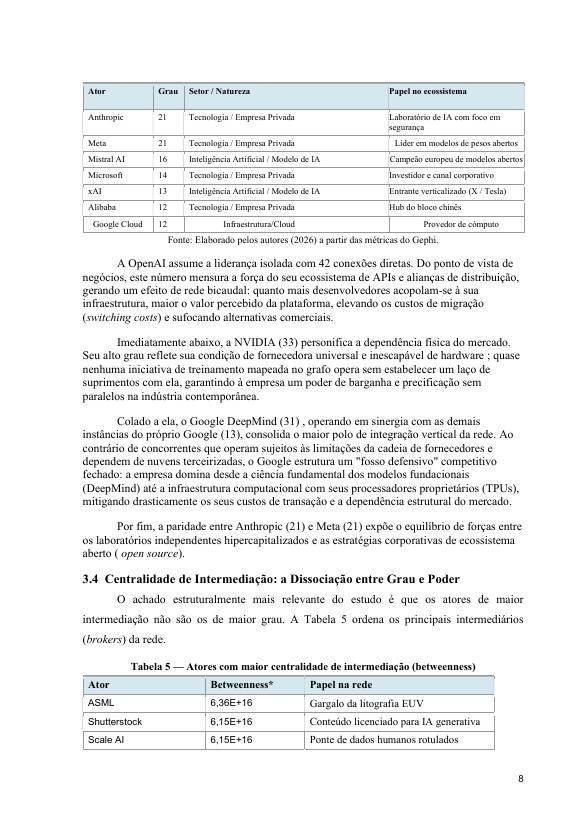 Ator Grau Setor / Natureza Papel no ecossistema
Anthropic 21 Tecnologia / Empresa Privada Laboratório de IA com foco em
segurança
Meta 21 Tecnologia / Empresa Privada Líder em modelos de pesos abertos
Mistral AI 16 Inteligência Artificial / Modelo de IA Campeão europeu de modelos abertos
Microsoft 14 Tecnologia / Empresa Privada Investidor e canal corporativo
xAI 13 Inteligência Artificial / Modelo de IA Entrante verticalizado (X / Tesla)
Alibaba 12 Tecnologia / Empresa Privada Hub do bloco chinês
Google Cloud 12 Infraestrutura/Cloud Provedor de cómputo
Fonte: Elaborado pelos autores (2026) a partir das métricas do Gephi.
A OpenAI assume a liderança isolada com 42 conexões diretas. Do ponto de vista de
negócios, este número mensura a força do seu ecossistema de APIs e alianças de distribuição,
gerando um efeito de rede bicaudal: quanto mais desenvolvedores acopolam-se à sua
infraestrutura, maior o valor percebido da plataforma, elevando os custos de migração
(switching costs) e sufocando alternativas comerciais.
Imediatamente abaixo, a NVIDIA (33) personifica a dependência física do mercado.
Seu alto grau reflete sua condição de fornecedora universal e inescapável de hardware ; quase
nenhuma iniciativa de treinamento mapeada no grafo opera sem estabelecer um laço de
suprimentos com ela, garantindo à empresa um poder de barganha e precificação sem
paralelos na indústria contemporânea.
Colado a ela, o Google DeepMind (31) , operando em sinergia com as demais
instâncias do próprio Google (13), consolida o maior polo de integração vertical da rede. Ao
contrário de concorrentes que operam sujeitos às limitações da cadeia de fornecedores e
dependem de nuvens terceirizadas, o Google estrutura um "fosso defensivo" competitivo
fechado: a empresa domina desde a ciência fundamental dos modelos fundacionais
(DeepMind) até a infraestrutura computacional com seus processadores proprietários (TPUs),
mitigando drasticamente os seus custos de transação e a dependência estrutural do mercado.
Por fim, a paridade entre Anthropic (21) e Meta (21) expõe o equilíbrio de forças entre
os laboratórios independentes hipercapitalizados e as estratégias corporativas de ecossistema
aberto ( open source).
3.4 Centralidade de Intermediação: a Dissociação entre Grau e Poder
O achado estruturalmente mais relevante do estudo é que os atores de maior
intermediação não são os de maior grau. A Tabela 5 ordena os principais intermediários
(brokers) da rede.
Tabela 5 — Atores com maior centralidade de intermediação (betweenness)
Ator Betweenness* Papel na rede
ASML 6,36E+16 Gargalo da litografia EUV
Shutterstock 6,15E+16 Conteúdo licenciado para IA generativa
Scale AI 6,15E+16 Ponte de dados humanos rotulados
8